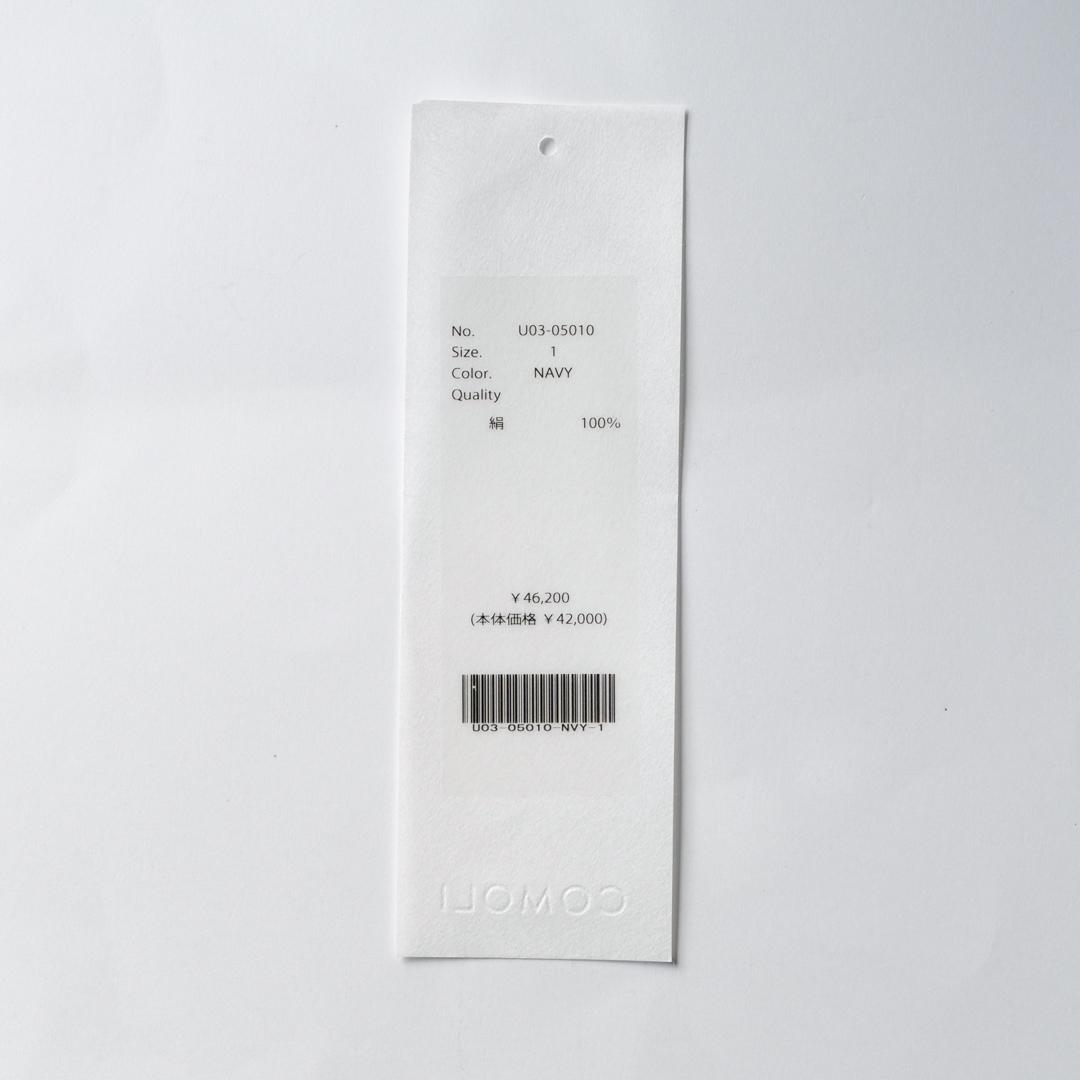 No. U03-05010
Size. 1
Color. NAVY
Quality
絹 100%
¥46,200
(本体価格 ¥42,000)
U03-05010-NVY-1
COMOLI